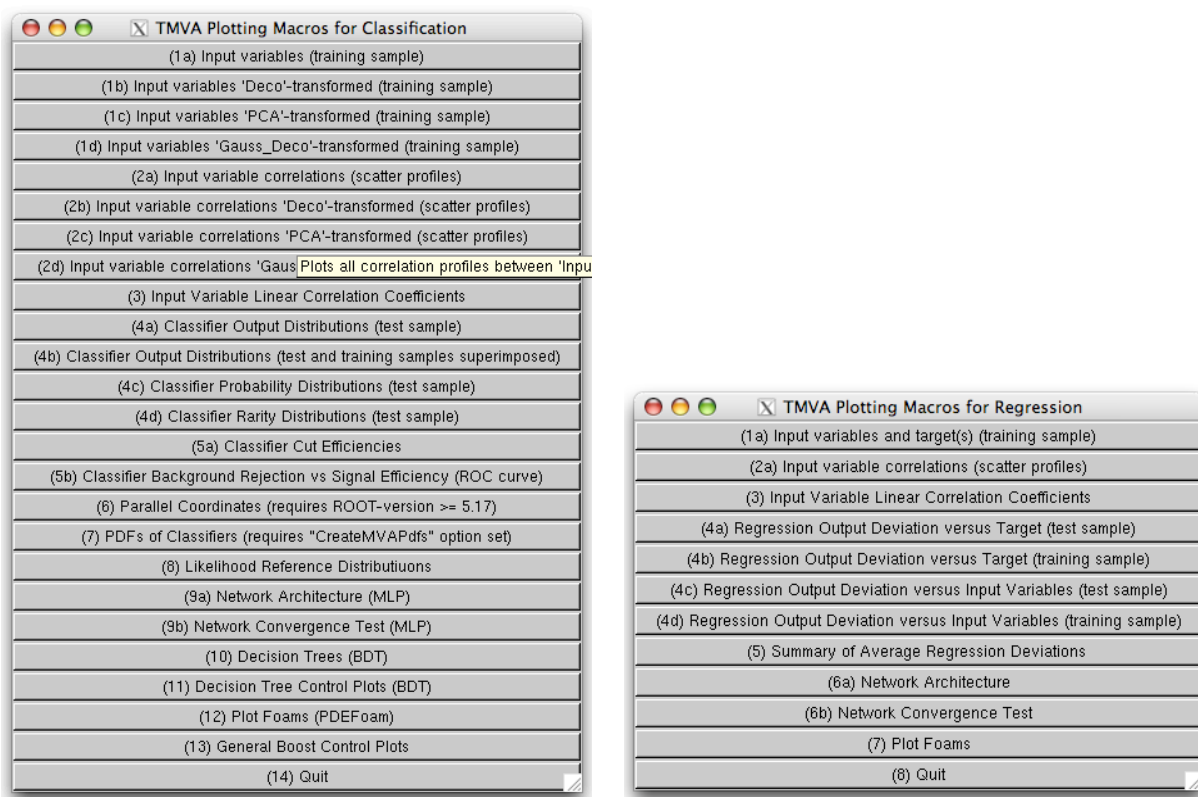 TMVA Plotting Macros for Classification
(1a) Input variables (training sample)
(1b) Input variables 'Deco'-transformed (training sample)
(1c) Input variables 'PCA'-transformed (training sample)
(1d) Input variables 'Gauss_Deco'-transformed (training sample)
(2a) Input variable correlations (scatter profiles)
(2b) Input variable correlations 'Deco'-transformed (scatter profiles)
(2c) Input variable correlations 'PCA'-transformed (scatter profiles)
(2d) Input variable correlations 'Gaus Plots all correlation profiles between 'Inpu
(3) Input Variable Linear Correlation Coefficients
(4a) Classifier Output Distributions (test sample)
(4b) Classifier Output Distributions (test and training samples superimposed)
(4c) Classifier Probability Distributions (test sample)
(4d) Classifier Rarity Distributions (test sample)
(5a) Classifier Cut Efficiencies
(5b) Classifier Background Rejection vs Signal Efficiency (ROC curve)
(6) Parallel Coordinates (requires ROOT-version >= 5.17)
(7) PDFs of Classifiers (requires "CreateMVAPdfs" option set)
(8) Likelihood Reference Distributiuons
(9a) Network Architecture (MLP)
(9b) Network Convergence Test (MLP)
(10) Decision Trees (BDT)
(11) Decision Tree Control Plots (BDT)
(12) Plot Foams (PDEFoam)
(13) General Boost Control Plots
(14) Quit
TMVA Plotting Macros for Regression
(1a) Input variables and target(s) (training sample)
(2a) Input variable correlations (scatter profiles)
(3) Input Variable Linear Correlation Coefficients
(4a) Regression Output Deviation versus Target (test sample)
(4b) Regression Output Deviation versus Target (training sample)
(4c) Regression Output Deviation versus Input Variables (test sample)
(4d) Regression Output Deviation versus Input Variables (training sample)
(5) Summary of Average Regression Deviations
(6a) Network Architecture
(6b) Network Convergence Test
(7) Plot Foams
(8) Quit